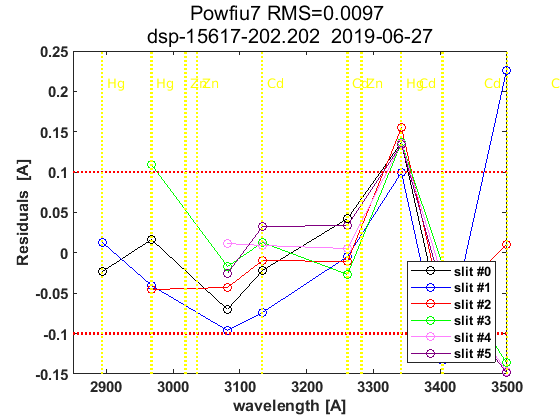 Powfiu7 RMS=0.0097
dsp-15617-202.202 2019-06-27
0.25
0.2
0.15
0.1
0.05
0
-0.05
-0.1
-0.15
Residuals [A]
Hg Hg Zn Zn Cd Cd Zn Hg Cd Cd
slit #0
slit #1
slit #2
slit #3
slit #4
slit #5
2900 3000 3100 3200 3300 3400 3500
wavelength [A]